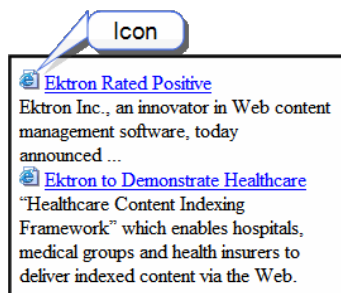 Icon
Ektron Rated Positive
Ektron Inc., an innovator in Web content
management software, today
announced ...
Ektron to Demonstrate Healthcare
“Healthcare Content Indexing
Framework” which enables hospitals,
medical groups and health insurers to
deliver indexed content via the Web.